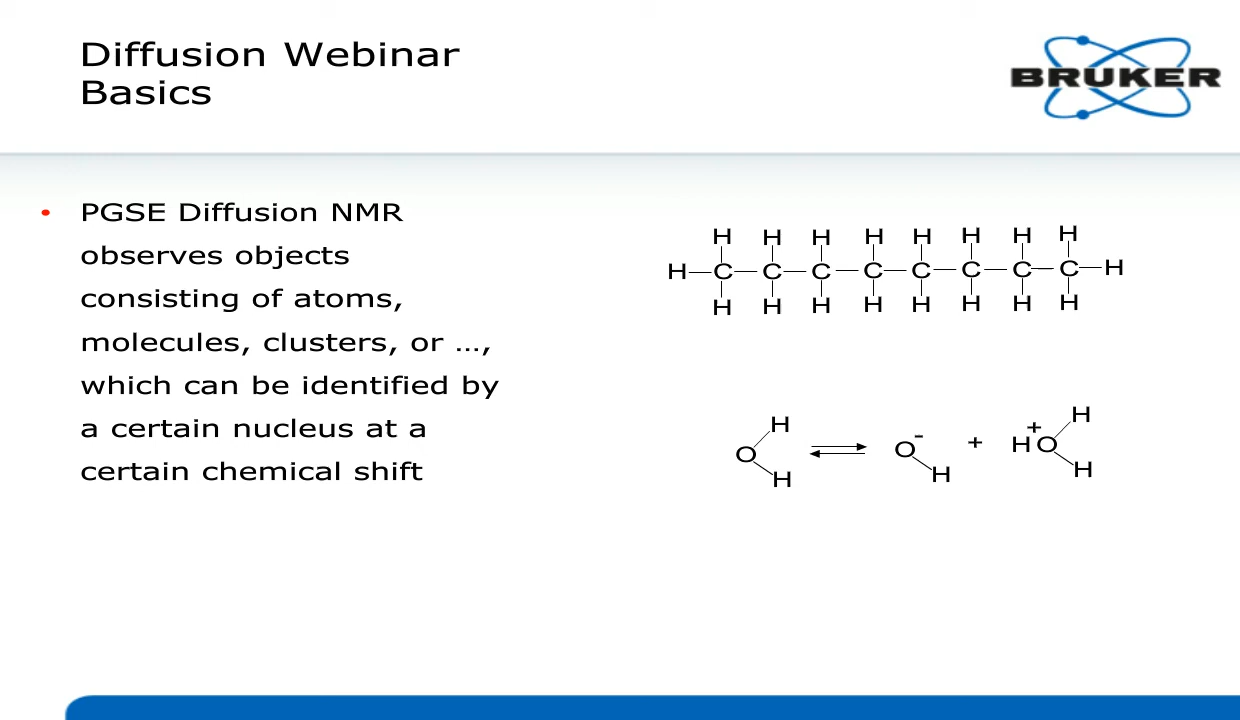 Diffusion Webinar
Basics
BRUKER
• PGSE Diffusion NMR
observes objects
consisting of atoms,
molecules, clusters, or …,
which can be identified by
a certain nucleus at a
certain chemical shift
H H H H H H H H
H—C—C—C—C—C—C—C—C—H
H H H H H H H H
H - + H
O ⇌ O + H O
H H H